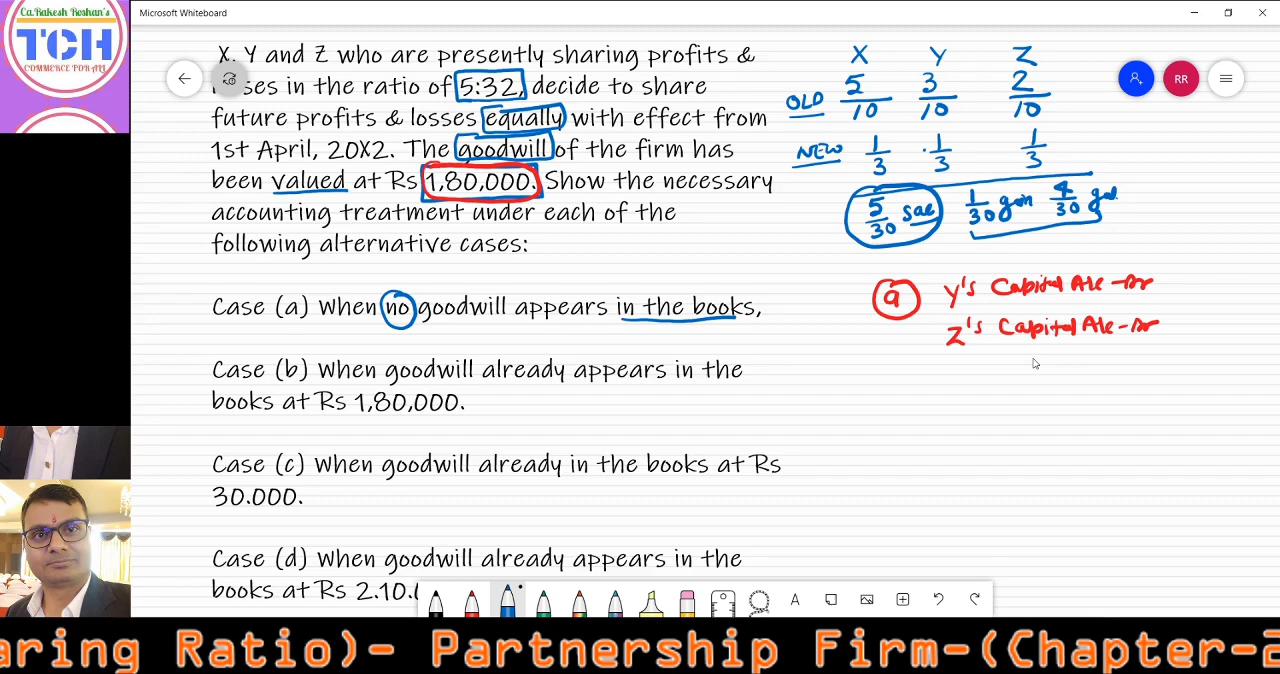 Ca.Rakesh Roshan's
TCH
COMMERCE FOR ALL
Microsoft Whiteboard
X. Y and Z who are presently sharing profits &
in the ratio of 5:32, decide to share
future profits & losses equally with effect from
1st April, 20X2. The goodwill of the firm has
been valued at Rs 1,80,000. Show the necessary
accounting treatment under each of the
following alternative cases:
Case (a) When no goodwill appears in the books,
Case (b) When goodwill already appears in the
books at Rs 1,80,000.
Case (c) When goodwill already in the books at Rs
30.000.
Case (d) When goodwill already appears in the
books at Rs 2.10.
X Y Z
OLD 5/10 3/10 2/10
NEW 1/3 1/3 1/3
5/30 sac 1/30 gain 4/30
a Y's Capital A/c - Dr
Z's Capital A/c - Dr
RR
A
aring Ratio)- Partnership Firm-(Chapter-2